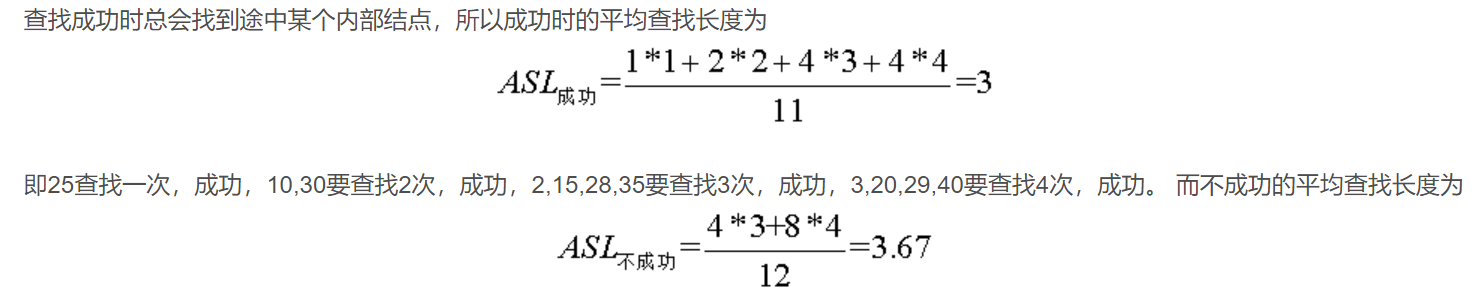 查找成功时总会找到途中某个内部结点，所以成功时的平均查找长度为
ASL成功=(1*1+2*2+4*3+4*4)/11=3
即25查找一次，成功，10,30要查找2次，成功，2,15,28,35要查找3次，成功，3,20,29,40要查找4次，成功。 而不成功的平均查找长度为
ASL不成功=(4*3+8*4)/12=3.67